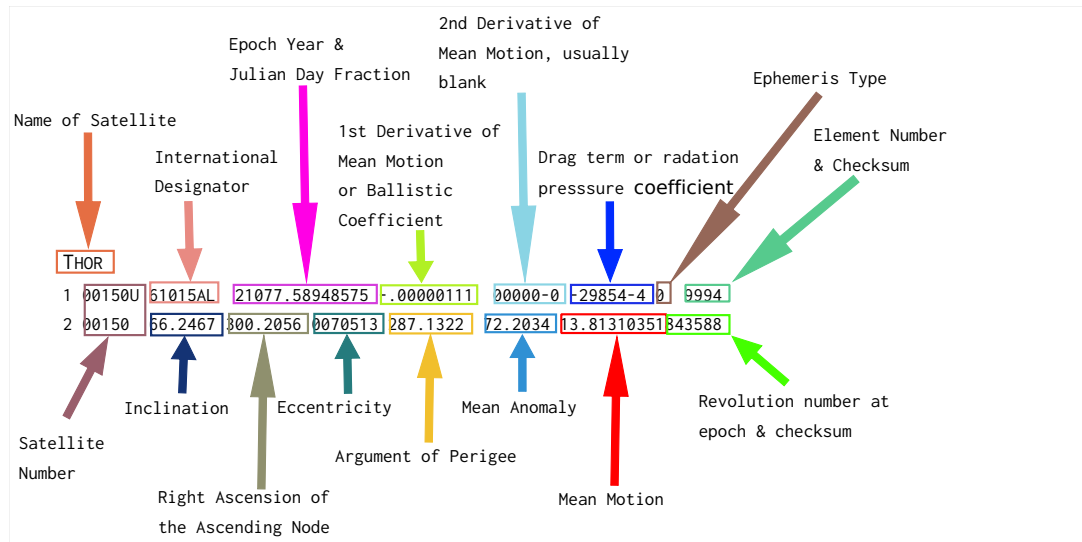 2nd Derivative of
Mean Motion, usually
blank
Epoch Year &
Julian Day Fraction
Ephemeris Type
Name of Satellite
1st Derivative of
Mean Motion
or Ballistic
Coefficient
Element Number
& Checksum
International
Designator
Drag term or radation
presssure coefficient
THOR
1 00150U 61015AL 21077.58948575 -.00000111 00000-0 -29854-4 0 9994
2 00150 66.2467 300.2056 0070513 287.1322 72.2034 13.81310351843588
Inclination
Eccentricity
Mean Anomaly
Revolution number at
epoch & checksum
Satellite
Number
Argument of Perigee
Right Ascension of
the Ascending Node
Mean Motion